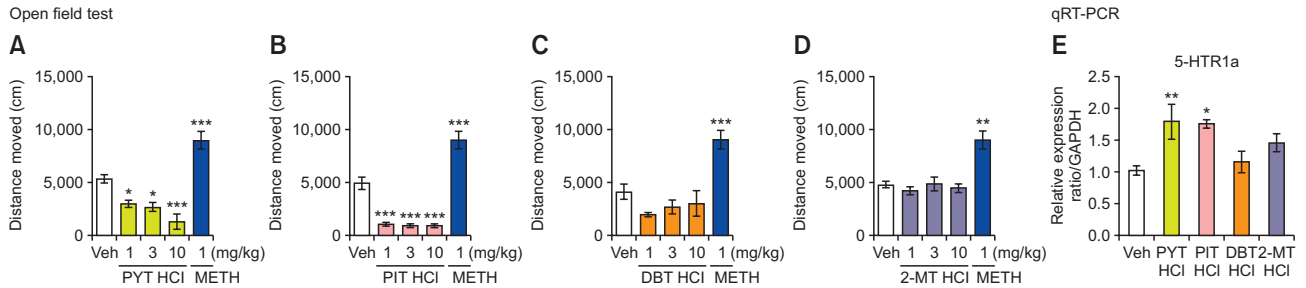 Open field test
qRT-PCR
A
Distance moved (cm)
15,000
10,000
5,000
0
***
*
*
***
Veh 1 3 10 1 (mg/kg)
PYT HCl METH
B
Distance moved (cm)
15,000
10,000
5,000
0
***
*** *** ***
Veh 1 3 10 1 (mg/kg)
PIT HCl METH
C
Distance moved (cm)
15,000
10,000
5,000
0
***
Veh 1 3 10 1 (mg/kg)
DBT HCl METH
D
Distance moved (cm)
15,000
10,000
5,000
0
**
Veh 1 3 10 1 (mg/kg)
2-MT HCl METH
E
5-HTR1a
Relative expression
ratio/GAPDH
2.5
2.0
1.5
1.0
0.5
0.0
**
*
Veh PYT PIT DBT 2-MT
HCl HCl HCl HCl